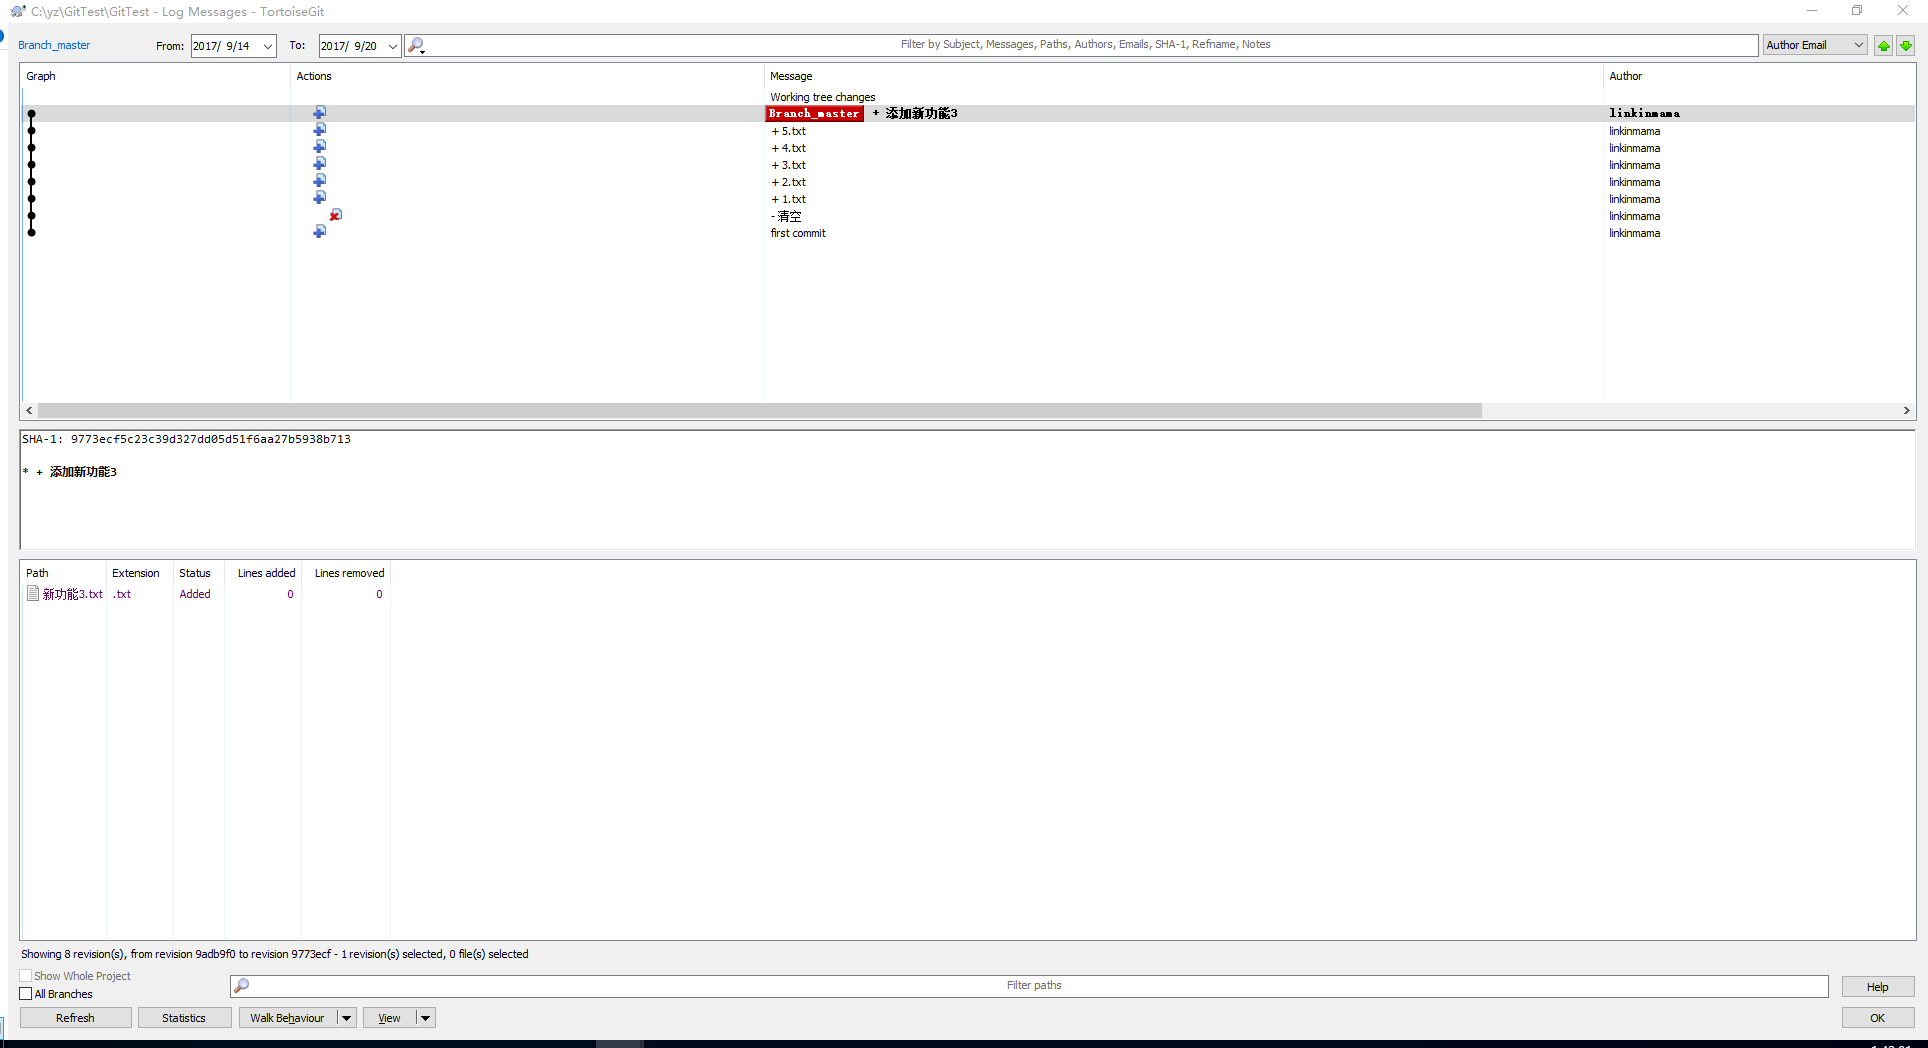 C:\yz\GitTest\GitTest - Log Messages - TortoiseGit
Branch_master From: 2017/ 9/14 To: 2017/ 9/20 Filter by Subject, Messages, Paths, Authors, Emails, SHA-1, Refname, Notes Author Email
Graph Actions Message Author
Working tree changes
Branch_master + 添加新功能3 linkinmama
+ 5.txt linkinmama
+ 4.txt linkinmama
+ 3.txt linkinmama
+ 2.txt linkinmama
+ 1.txt linkinmama
- 清空 linkinmama
first commit linkinmama
SHA-1: 9773ecf5c23c39d327dd05d51f6aa27b5938b713
* + 添加新功能3
Path Extension Status Lines added Lines removed
新功能3.txt .txt Added 0 0
Showing 8 revision(s), from revision 9adb9f0 to revision 9773ecf - 1 revision(s) selected, 0 file(s) selected
Show Whole Project
All Branches Filter paths Help
Refresh Statistics Walk Behaviour View OK